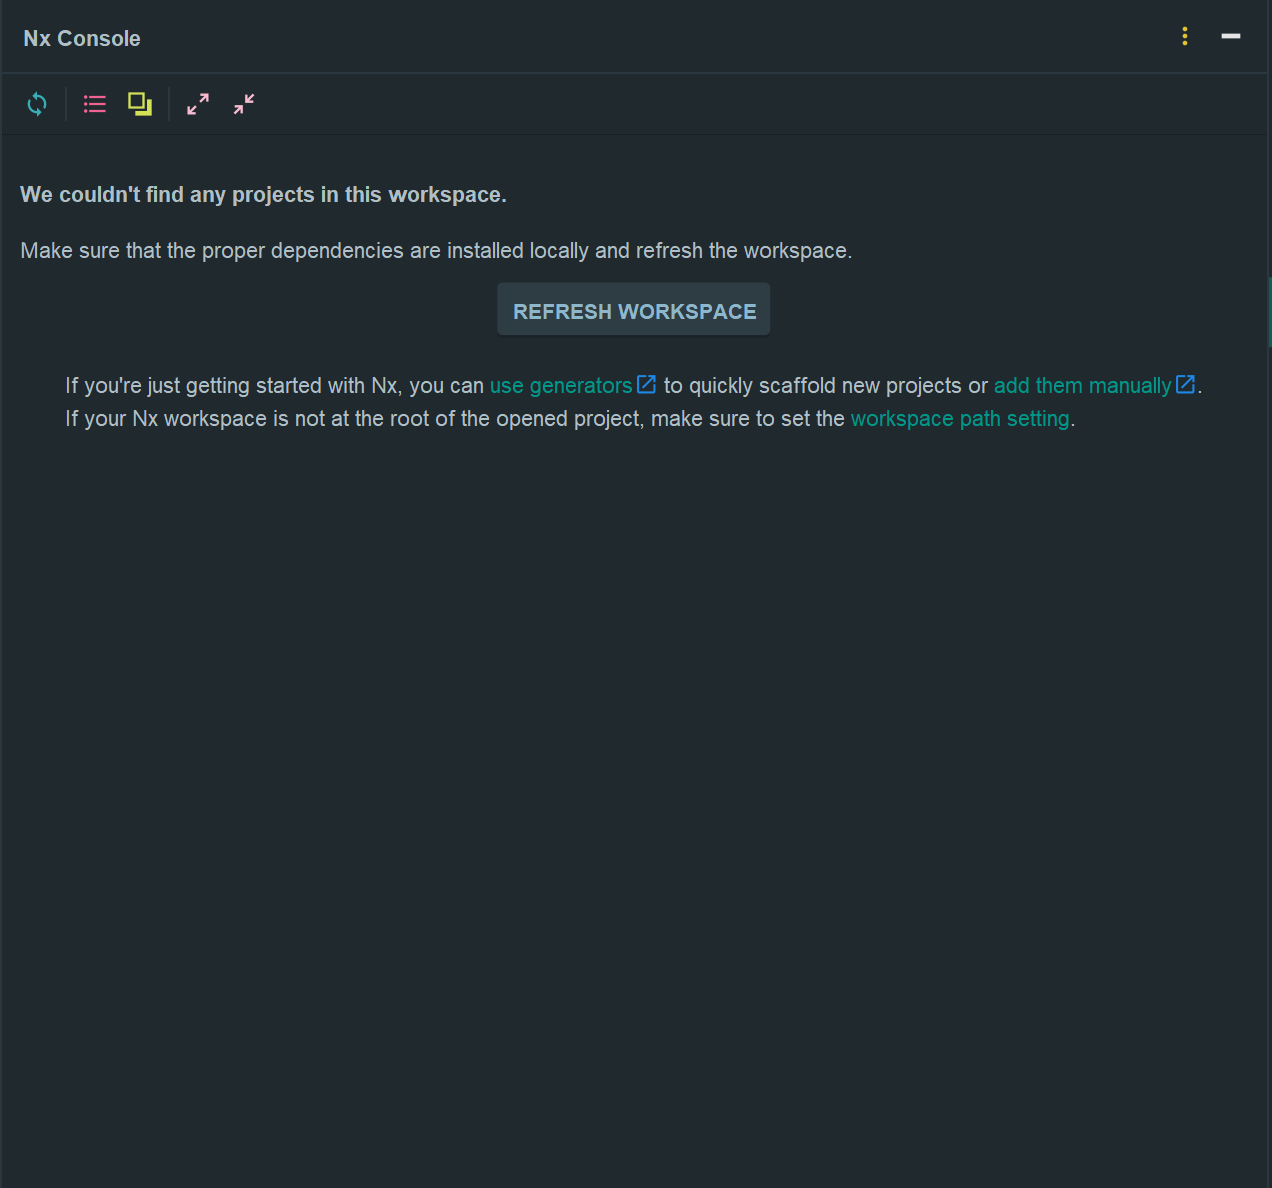 Nx Console
We couldn't find any projects in this workspace.
Make sure that the proper dependencies are installed locally and refresh the workspace.
REFRESH WORKSPACE
If you're just getting started with Nx, you can use generators to quickly scaffold new projects or add them manually.
If your Nx workspace is not at the root of the opened project, make sure to set the workspace path setting.